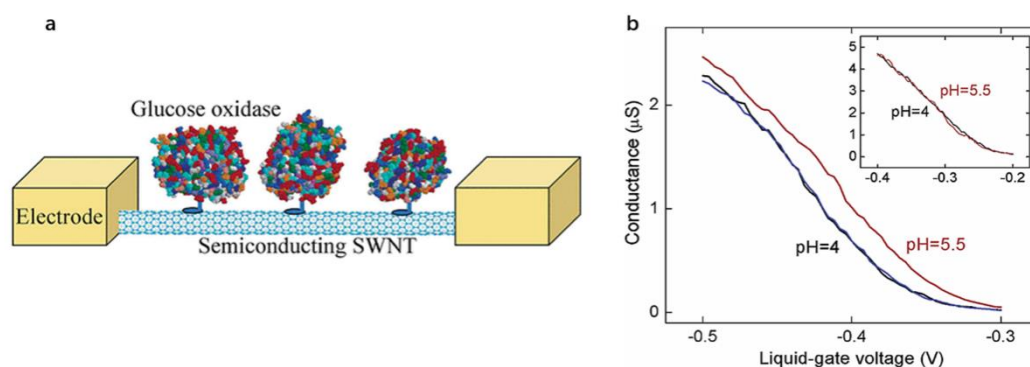 a
Glucose oxidase
Electrode
Semiconducting SWNT
b
Conductance (μS)
2
1
0
-0.5
-0.4
-0.3
Liquid-gate voltage (V)
pH=4
pH=5.5
5
4
3
2
1
0
-0.4
-0.3
-0.2
pH=5.5
pH=4